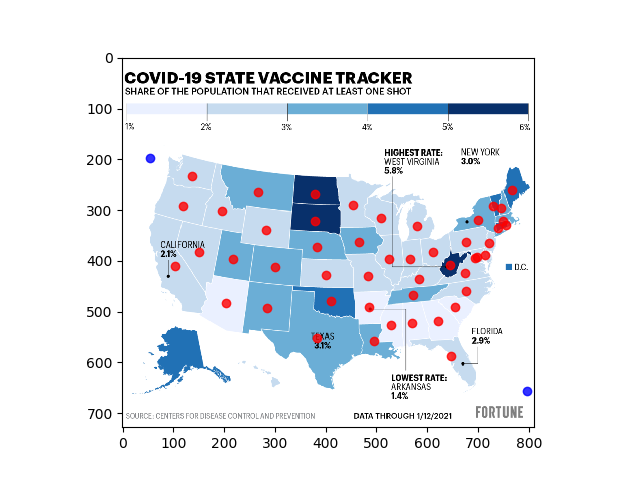 COVID-19 STATE VACCINE TRACKER
SHARE OF THE POPULATION THAT RECEIVED AT LEAST ONE SHOT
1% 2% 3% 4% 5% 6%
HIGHEST RATE:
WEST VIRGINIA
5.8%
NEW YORK
3.0%
CALIFORNIA
2.1%
D.C.
TEXAS
3.1%
FLORIDA
2.9%
LOWEST RATE:
ARKANSAS
1.4%
SOURCE: CENTERS FOR DISEASE CONTROL AND PREVENTION
DATA THROUGH 1/12/2021
FORTUNE
0
100
200
300
400
500
600
700
0 100 200 300 400 500 600 700 800